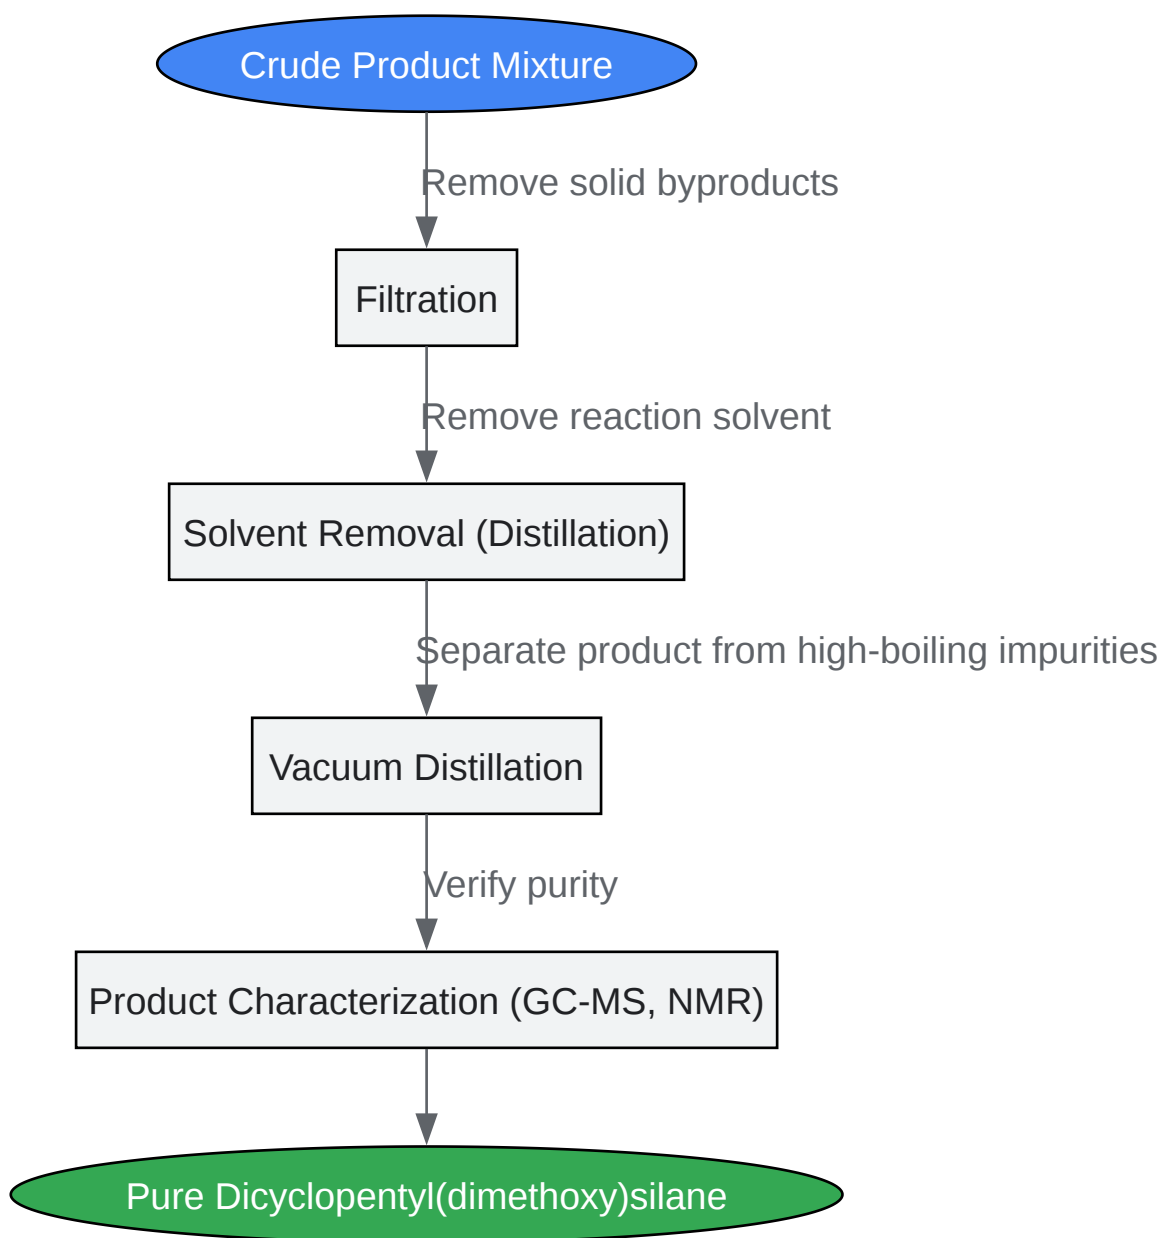 Crude Product Mixture
Remove solid byproducts
Filtration
Remove reaction solvent
Solvent Removal (Distillation)
Separate product from high-boiling impurities
Vacuum Distillation
Verify purity
Product Characterization (GC-MS, NMR)
Pure Dicyclopentyl(dimethoxy)silane